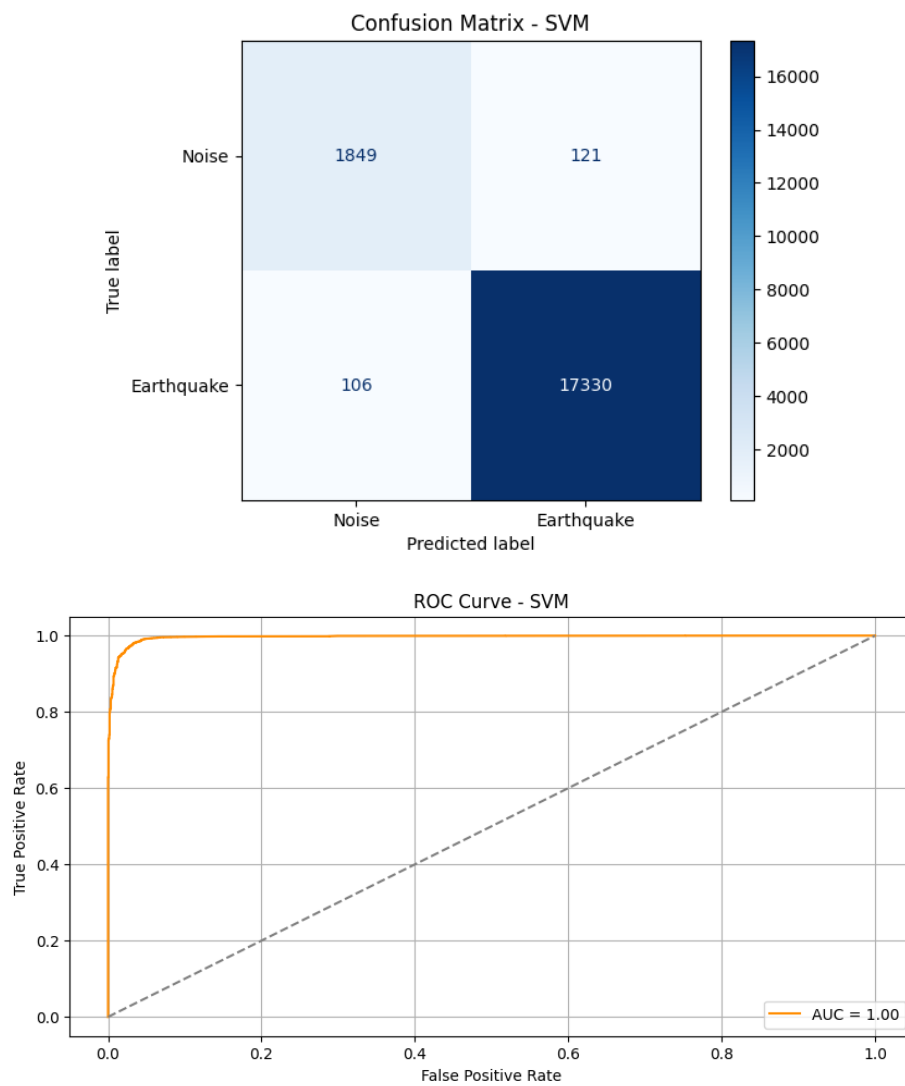 Confusion Matrix - SVM
16000
14000
Noise
1849
121
12000
10000
True label
8000
6000
Earthquake
106
17330
4000
2000
Noise
Earthquake
Predicted label
ROC Curve - SVM
1.0
0.8
0.6
True Positive Rate
0.4
0.2
0.0
AUC = 1.00
0.0
0.2
0.4
0.6
0.8
1.0
False Positive Rate